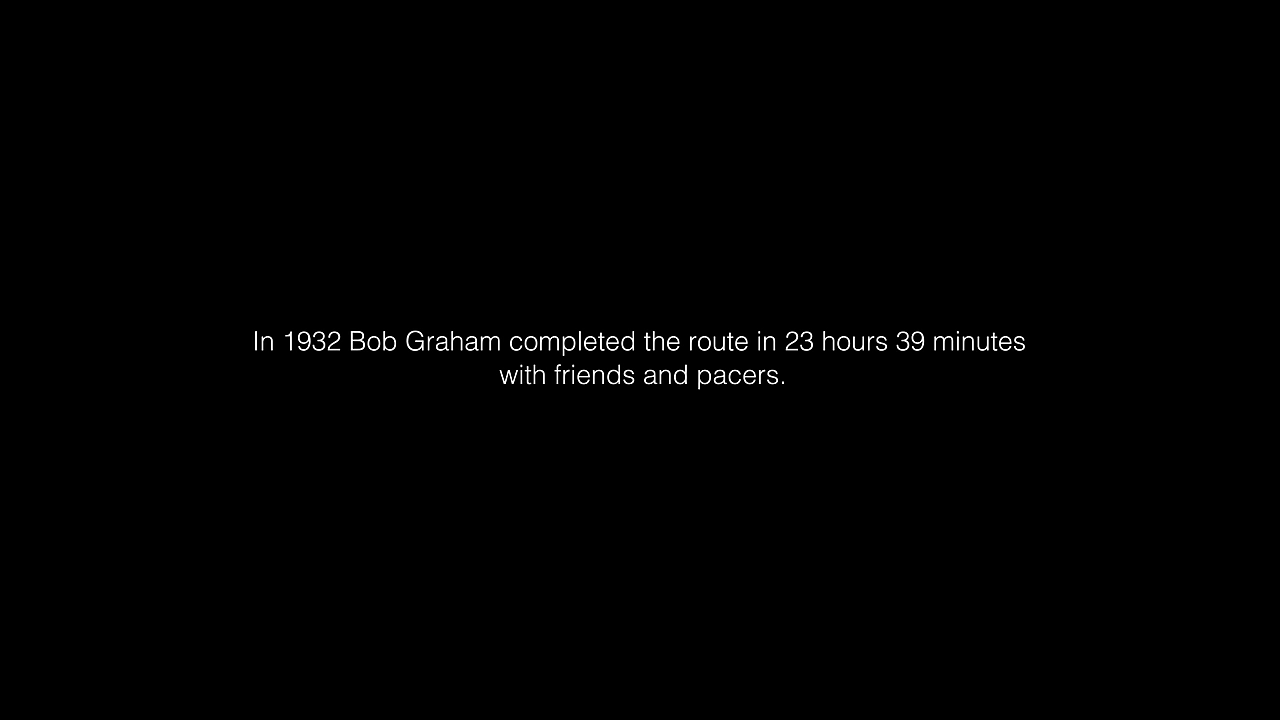 In 1932 Bob Graham completed the route in 23 hours 39 minutes
with friends and pacers.